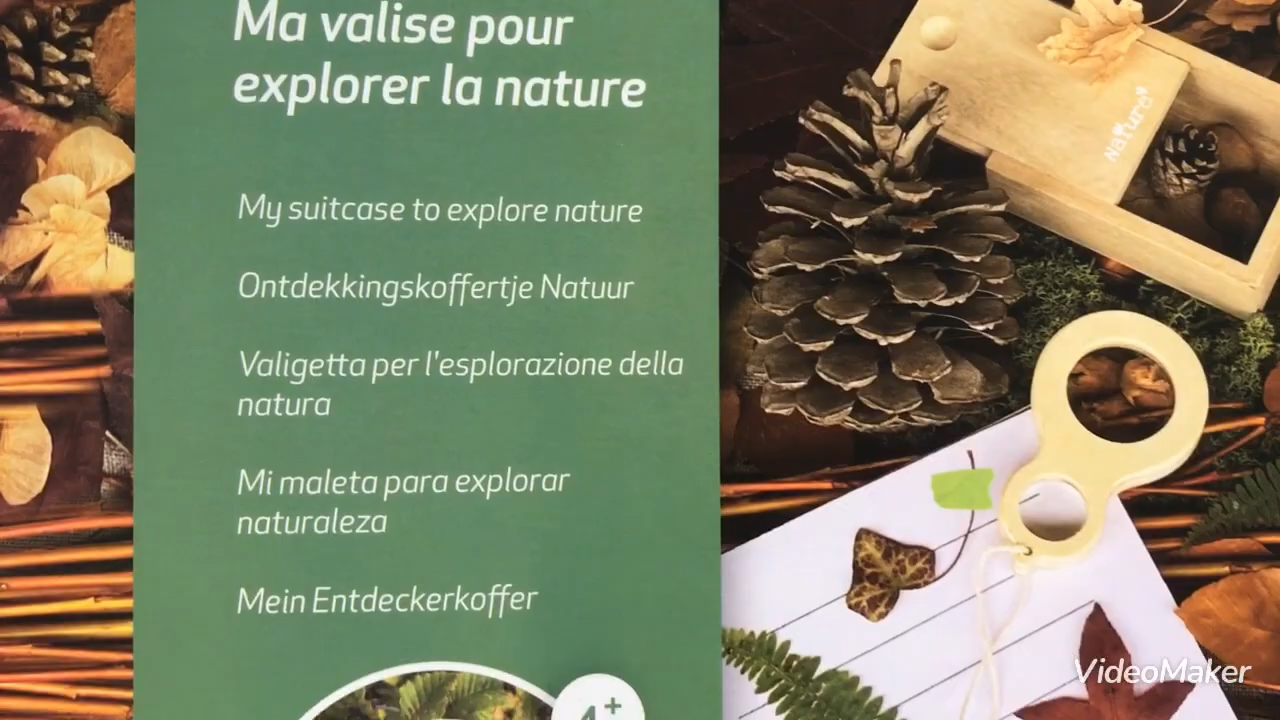 Ma valise pour
explorer la nature
My suitcase to explore nature
Ontdekkingskoffertje Natuur
Valigetta per l'esplorazione della
natura
Mi maleta para explorar
naturaleza
Mein Entdeckerkoffer
4+
Nature
VideoMaker